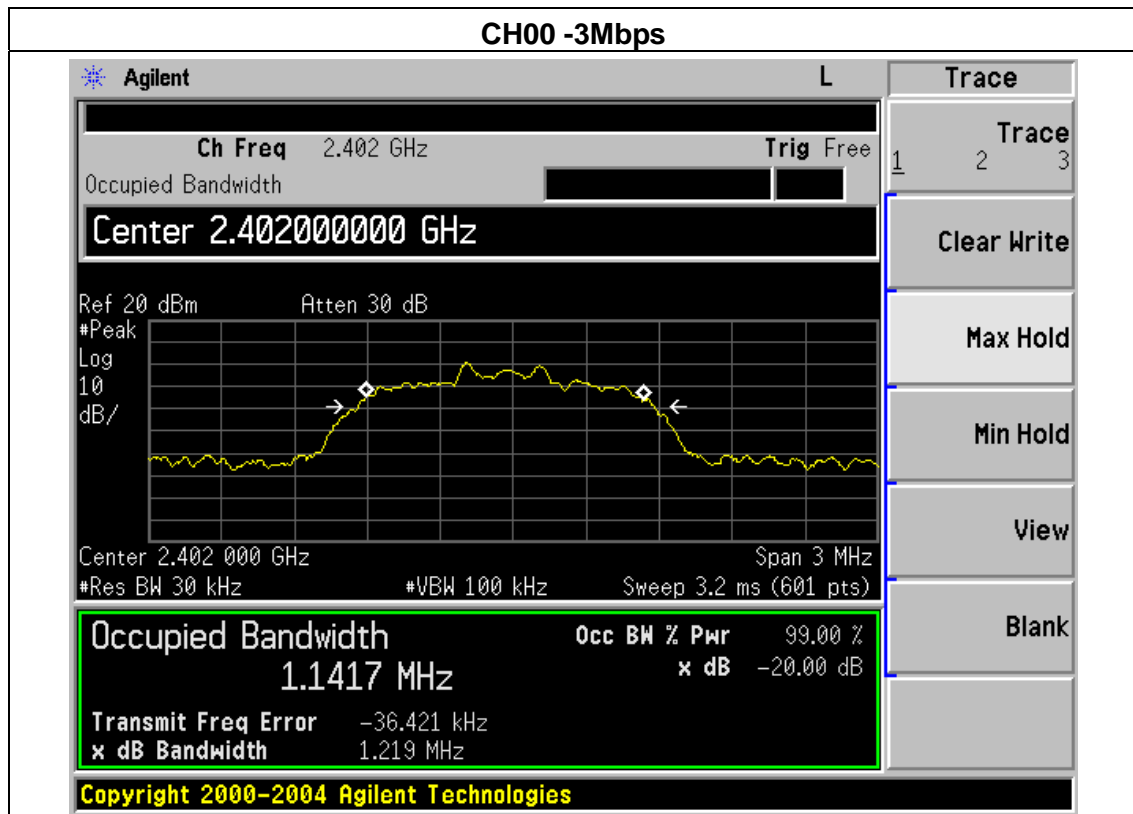 CH00 -3Mbps
Agilent L Trace
Ch Freq 2.402 GHz Trig Free
Trace
1 2 3
Occupied Bandwidth
Center 2.402000000 GHz
Clear Write
Ref 20 dBm Atten 30 dB
#Peak
Log
10
dB/
Max Hold
Min Hold
View
Center 2.402 000 GHz Span 3 MHz
#Res BW 30 kHz #VBW 100 kHz Sweep 3.2 ms (601 pts)
Blank
Occupied Bandwidth Occ BW % Pwr 99.00 %
1.1417 MHz x dB -20.00 dB
Transmit Freq Error -36.421 kHz
x dB Bandwidth 1.219 MHz
Copyright 2000-2004 Agilent Technologies